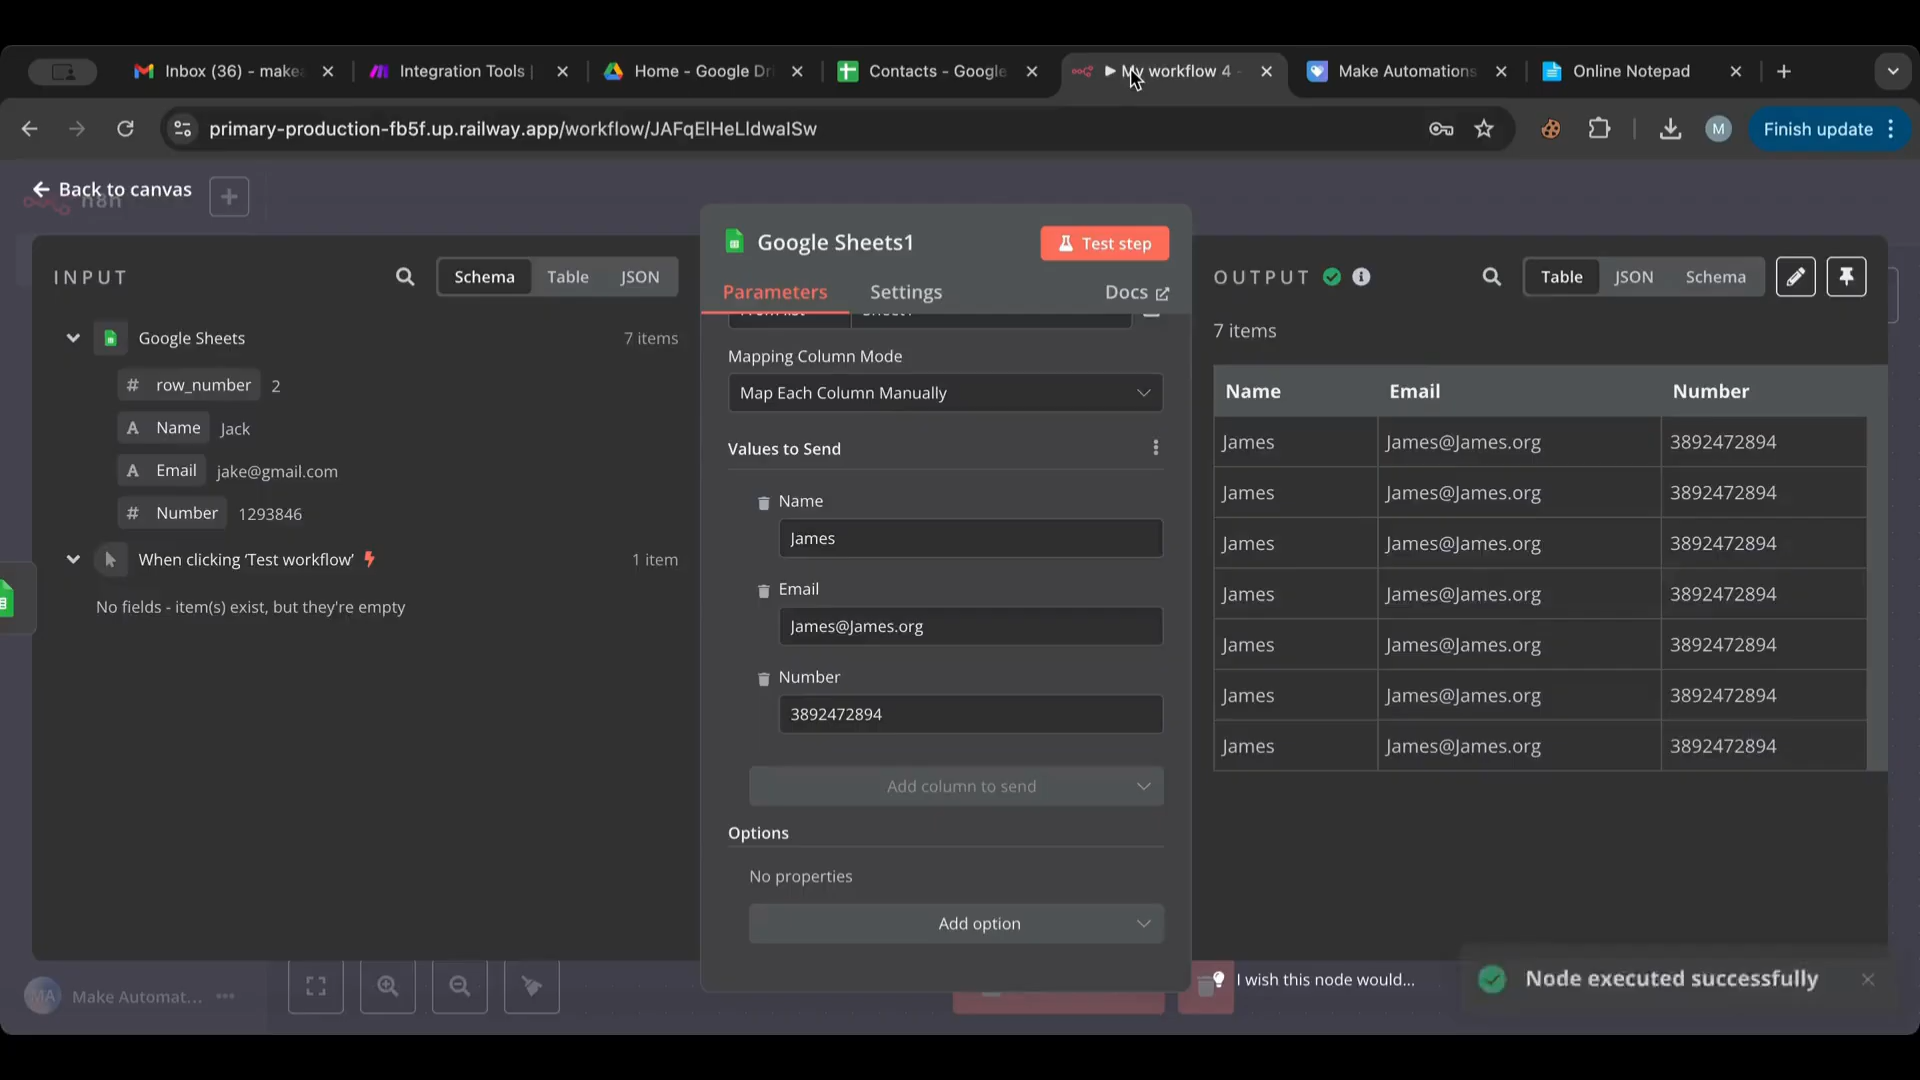 Inbox (36) - make
Integration Tools |
Home - Google Dri
Contacts - Google
▶ My workflow 4 -
Make Automations
Online Notepad
primary-production-fb5f.up.railway.app/workflow/JAFqElHeLldwalSw
M
Finish update
Back to canvas
n8n
INPUT
Schema
Table
JSON
Google Sheets
7 items
# row_number 2
A Name Jack
A Email jake@gmail.com
# Number 1293846
When clicking ‘Test workflow’
1 item
No fields - item(s) exist, but they're empty
Google Sheets1
Test step
Parameters
Settings
Docs
Mapping Column Mode
Map Each Column Manually
Values to Send
Name
James
Email
James@James.org
Number
3892472894
Add column to send
Options
No properties
Add option
OUTPUT
Table
JSON
Schema
7 items
Name Email Number
James James@James.org 3892472894
James James@James.org 3892472894
James James@James.org 3892472894
James James@James.org 3892472894
James James@James.org 3892472894
James James@James.org 3892472894
James James@James.org 3892472894
MA
Make Automat...
I wish this node would...
Node executed successfully